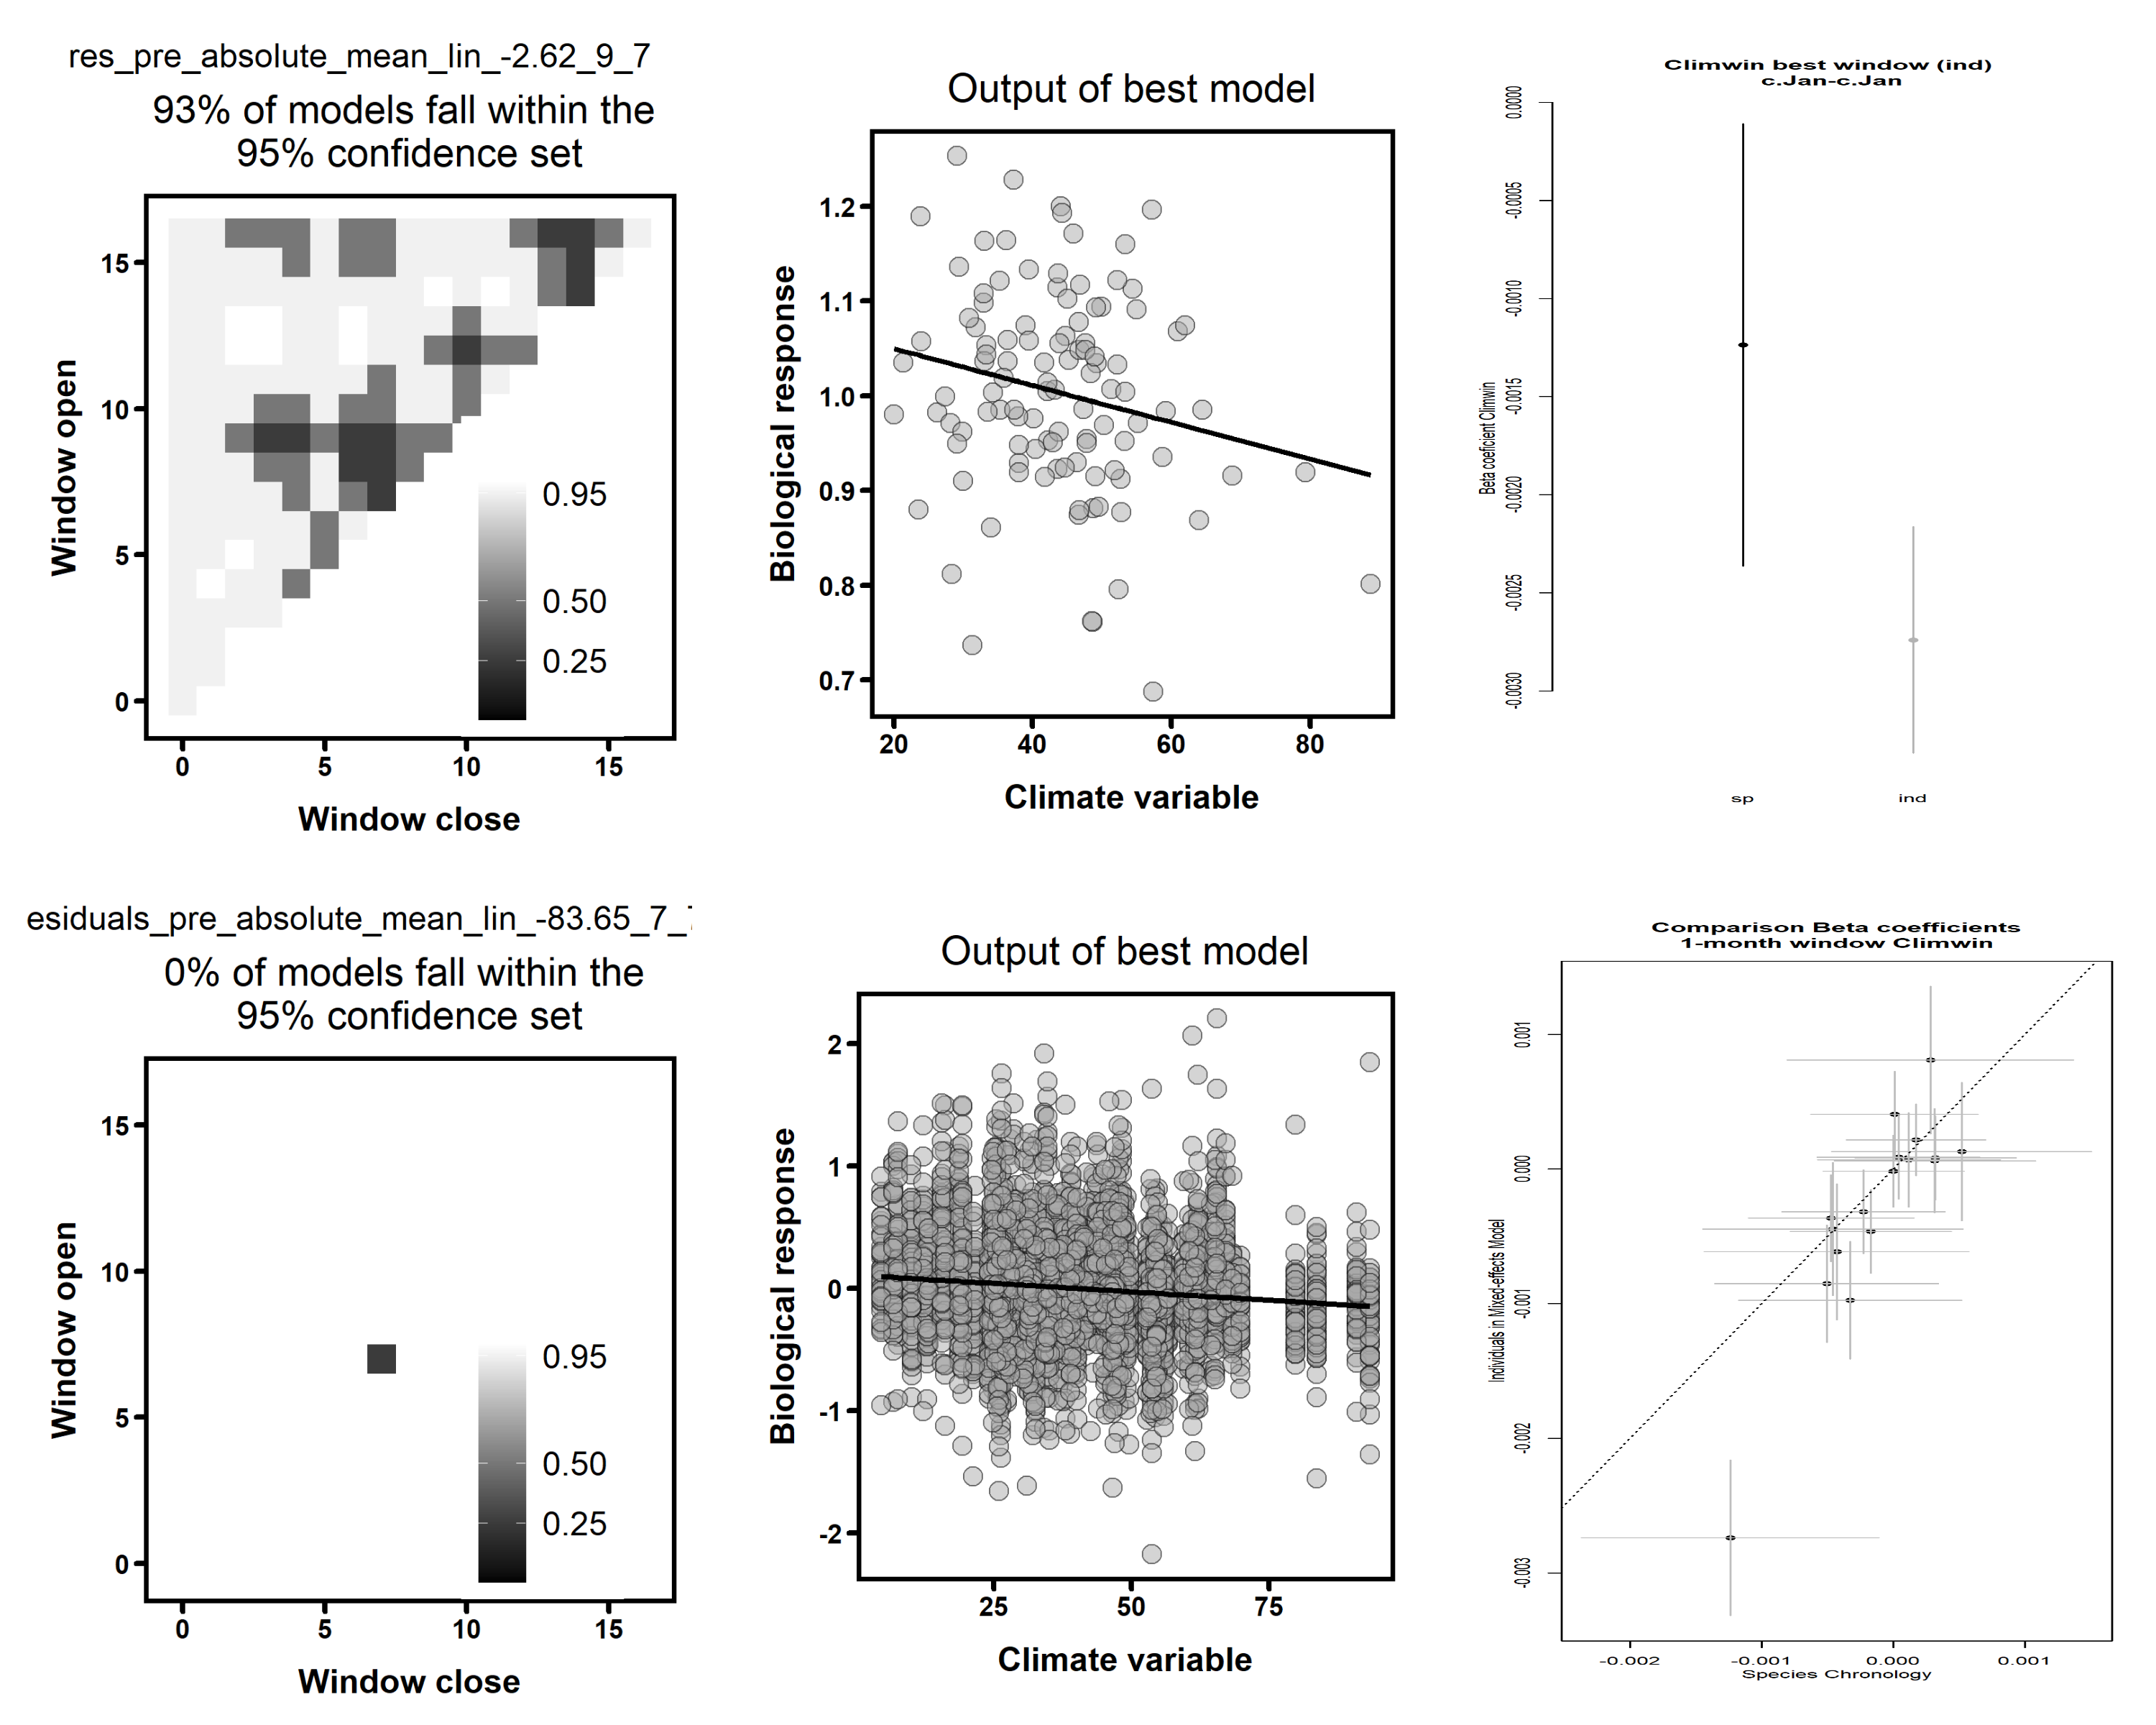 res_pre_absolute_mean_lin_-2.62_9_7
93% of models fall within the
95% confidence set
Window open
15
10
5
0
0.95
0.50
0.25
0 5 10 15
Window close
Output of best model
Biological response
1.2
1.1
1.0
0.9
0.8
0.7
20 40 60 80
Climate variable
Climwin best window (ind)
c.Jan-c.Jan
Beta coeficient Climwin
0.0000
-0.0005
-0.0010
-0.0015
-0.0020
-0.0025
-0.0030
sp ind
esiduals_pre_absolute_mean_lin_-83.65_7_
0% of models fall within the
95% confidence set
Window open
15
10
5
0
0.95
0.50
0.25
0 5 10 15
Window close
Output of best model
Biological response
2
1
0
-1
-2
25 50 75
Climate variable
Comparison Beta coefficients
1-month window Climwin
Individuals in Mixed-effects Model
0.001
0.000
-0.001
-0.002
-0.003
-0.002 -0.001 0.000 0.001
Species Chronology